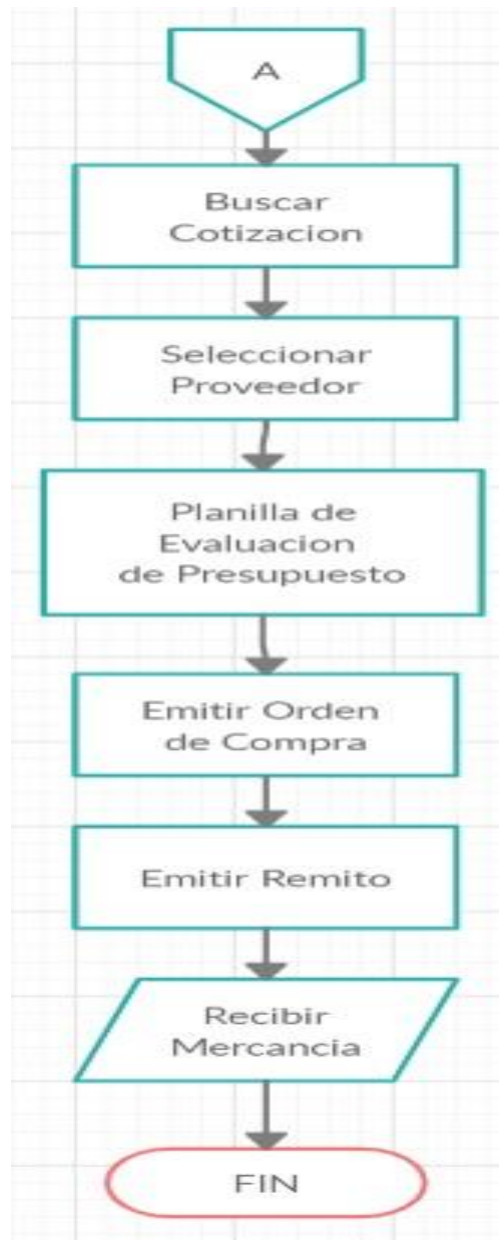 A
Buscar
Cotizacion
Seleccionar
Proveedor
Planilla de
Evaluacion
de Presupuesto
Emitir Orden
de Compra
Emitir Remito
Recibir
Mercancia
FIN